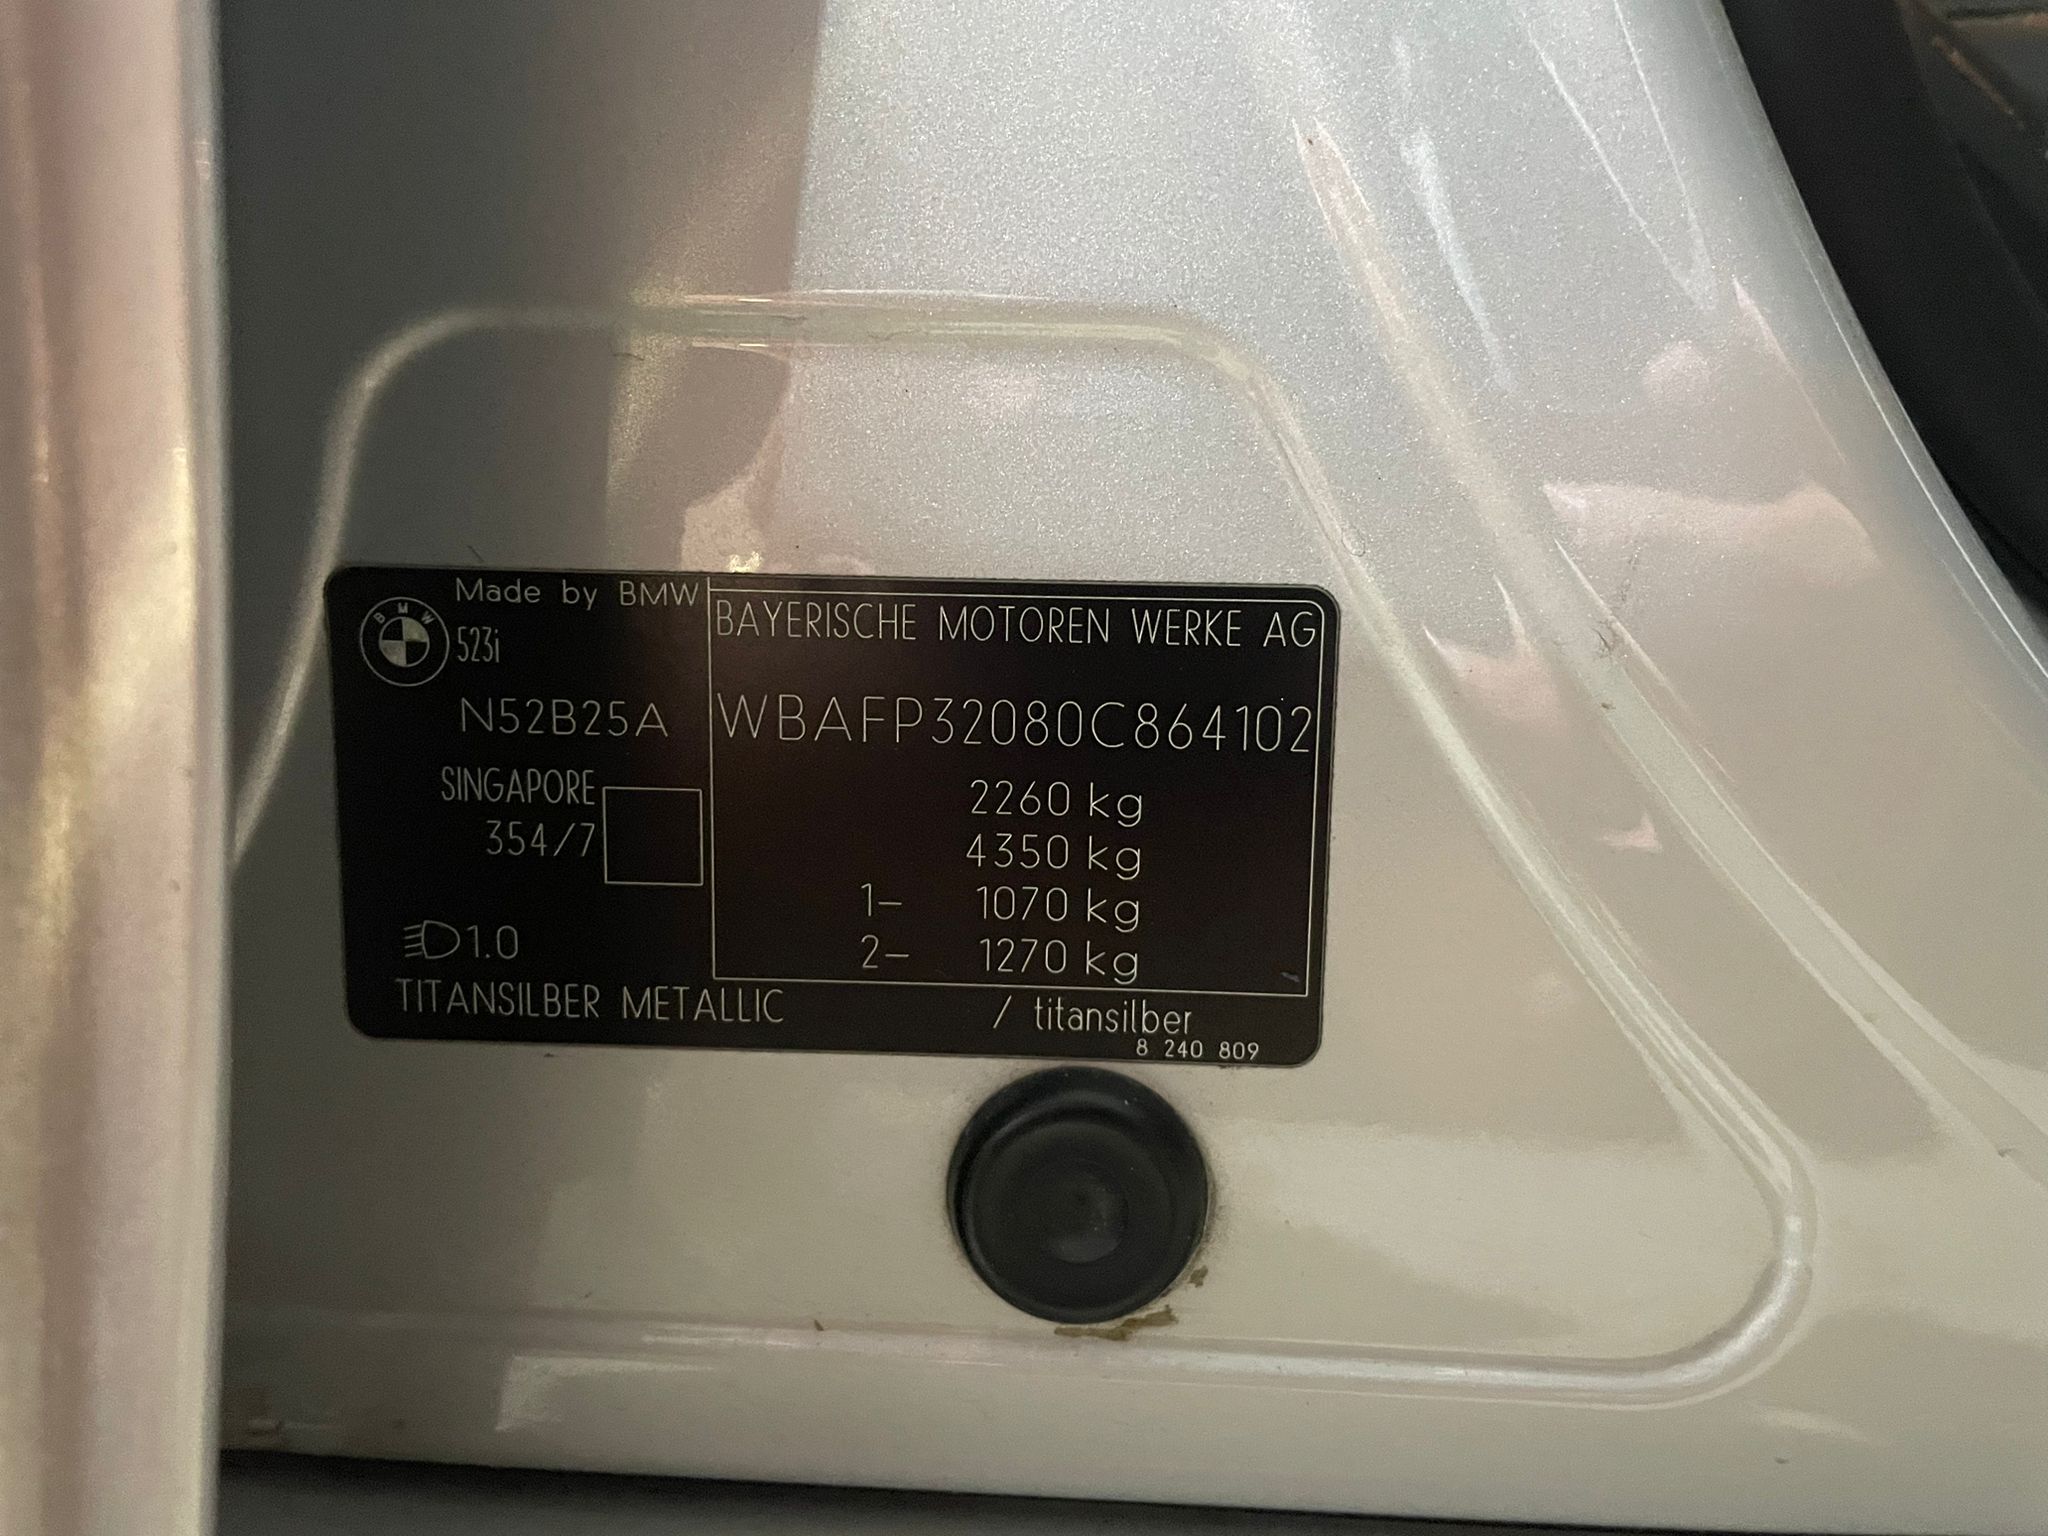 Made by BMW
BMW
523i
N52B25A
SINGAPORE
354/7
1.0
BAYERISCHE MOTOREN WERKE AG
WBAFP32080C864102
2260 kg
4350 kg
1– 1070 kg
2– 1270 kg
TITANSILBER METALLIC / titansilber
8 240 809